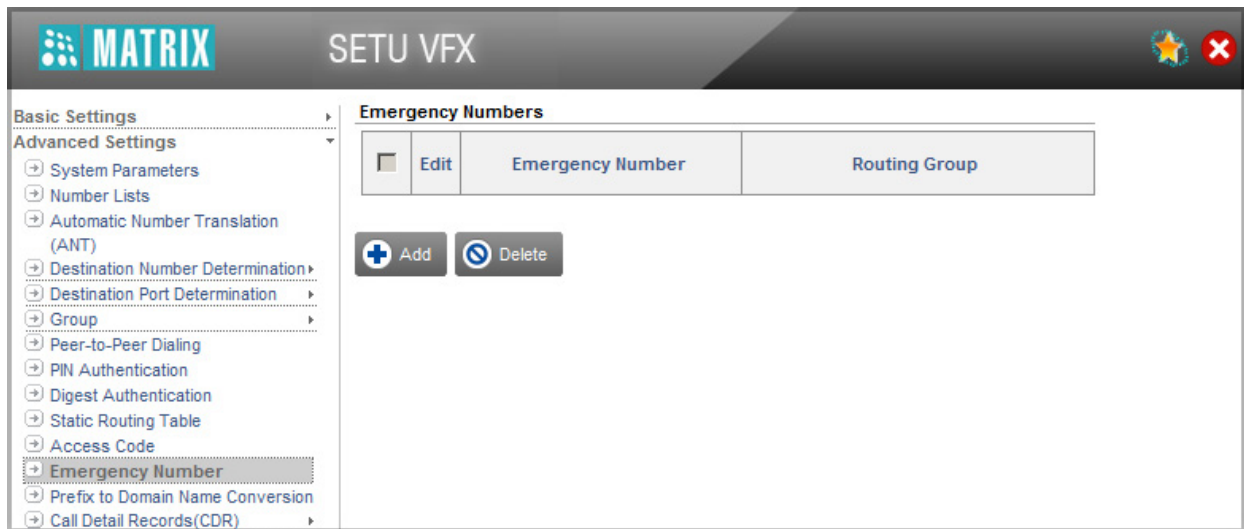 MATRIX SETU VFX
Basic Settings
Advanced Settings
System Parameters
Number Lists
Automatic Number Translation
(ANT)
Destination Number Determination
Destination Port Determination
Group
Peer-to-Peer Dialing
PIN Authentication
Digest Authentication
Static Routing Table
Access Code
Emergency Number
Prefix to Domain Name Conversion
Call Detail Records(CDR)
Emergency Numbers
Edit Emergency Number Routing Group
Add Delete